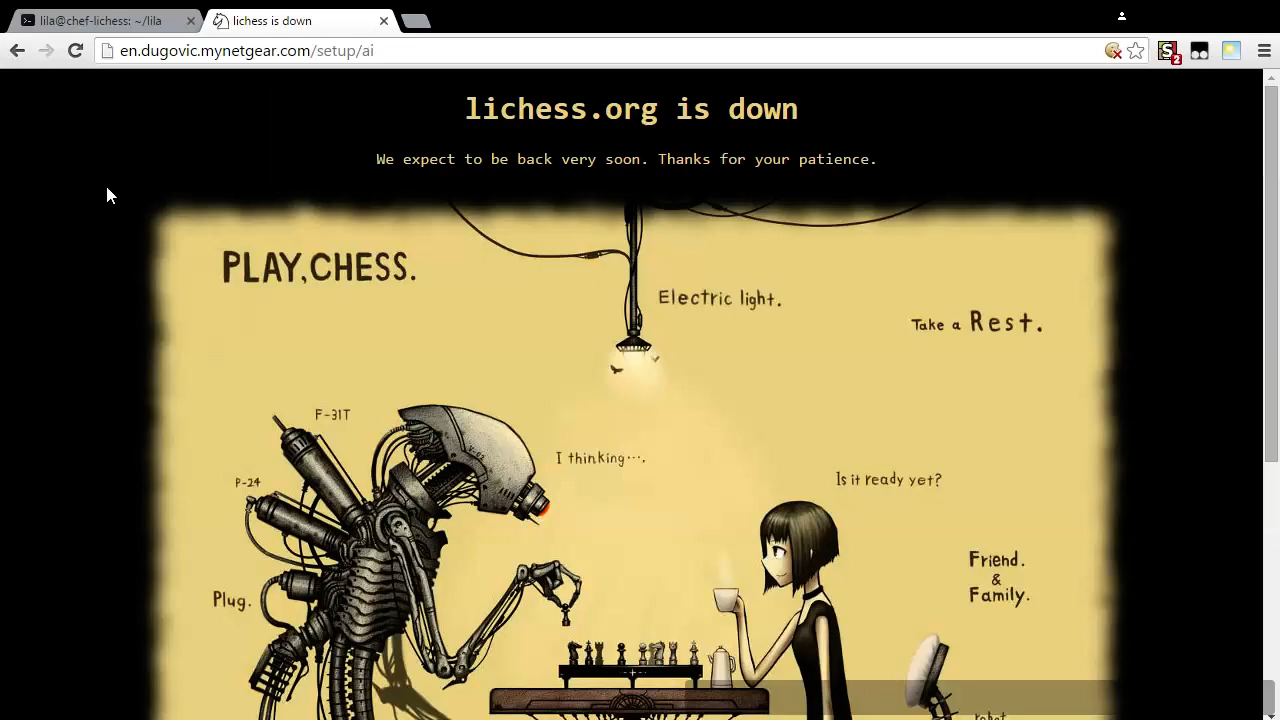 lila@chef-lichess: ~/lila
lichess is down
en.dugovic.mynetgear.com/setup/ai
S
2
lichess.org is down
We expect to be back very soon. Thanks for your patience.
PLAY,CHESS.
Electric light.
Take a Rest.
F-31T
I thinking….
P-24
Is it ready yet?
Friend.
&
Family.
Plug.
robot